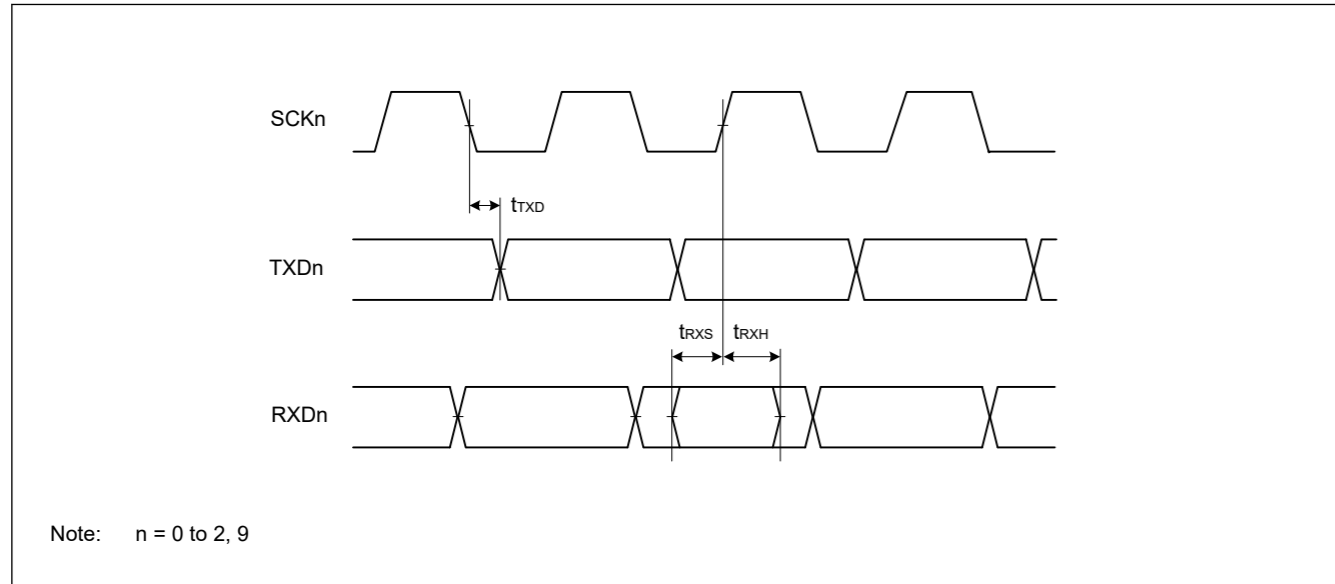 SCKn
tTXD
TXDn
tRXS tRXH
RXDn
Note: n = 0 to 2, 9